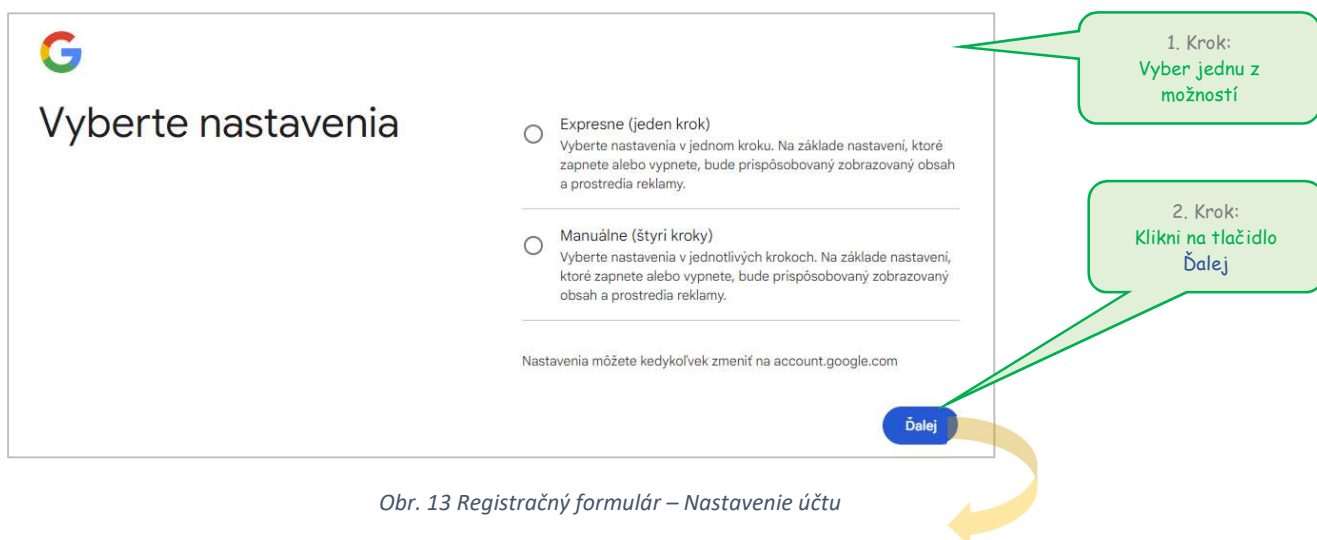 Vyberte nastavenia
Expresne (jeden krok)
Vyberte nastavenia v jednom kroku. Na základe nastavení, ktoré
zapnete alebo vypnete, bude prispôsobovaný zobrazovaný obsah
a prostredia reklamy.
Manuálne (štyri kroky)
Vyberte nastavenia v jednotlivých krokoch. Na základe nastavení,
ktoré zapnete alebo vypnete, bude prispôsobovaný zobrazovaný
obsah a prostredia reklamy.
Nastavenia môžete kedykoľvek zmeniť na account.google.com
Ďalej
1. Krok:
Vyber jednu z
možností
2. Krok:
Klikni na tlačidlo
Ďalej
Obr. 13 Registračný formulár – Nastavenie účtu